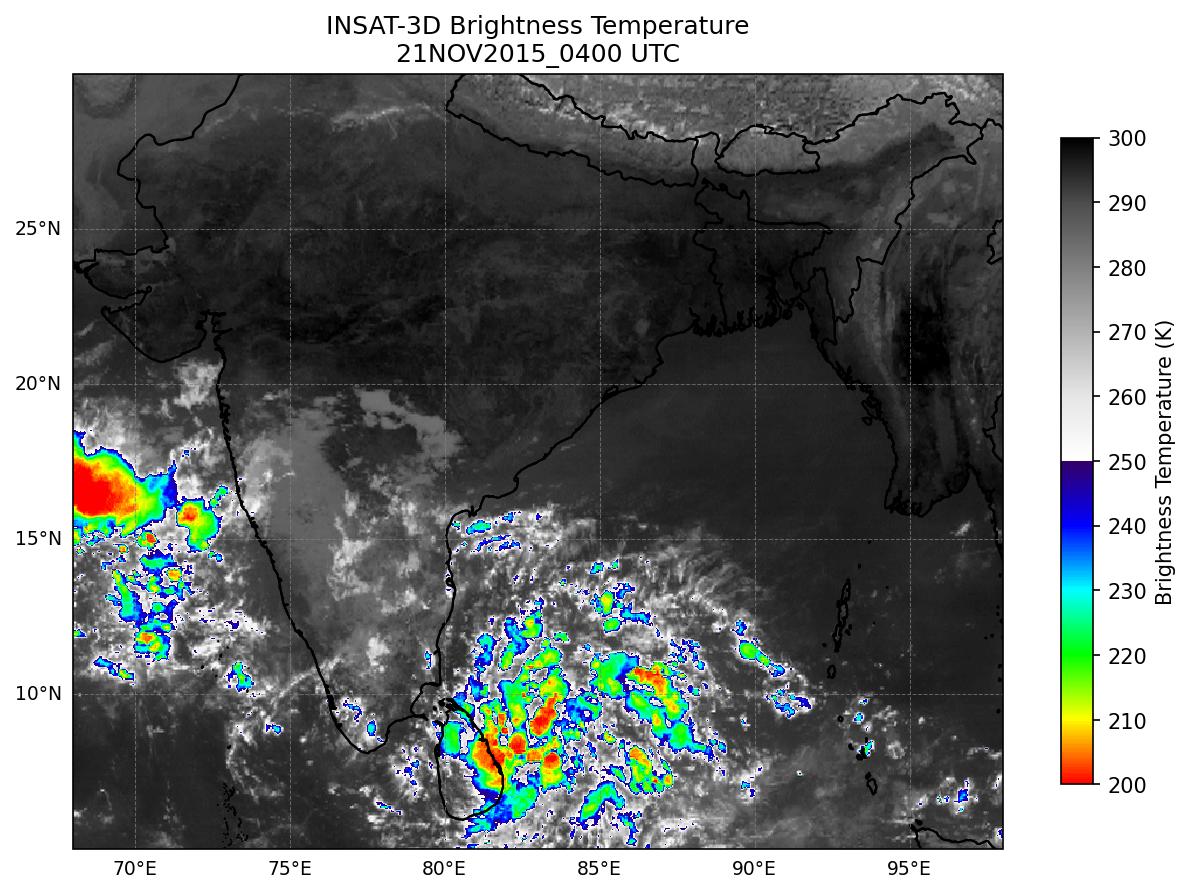 INSAT-3D Brightness Temperature
21NOV2015_0400 UTC
25°N
20°N
15°N
10°N
70°E
75°E
80°E
85°E
90°E
95°E
300
290
280
270
260
250
240
230
220
210
200
Brightness Temperature (K)